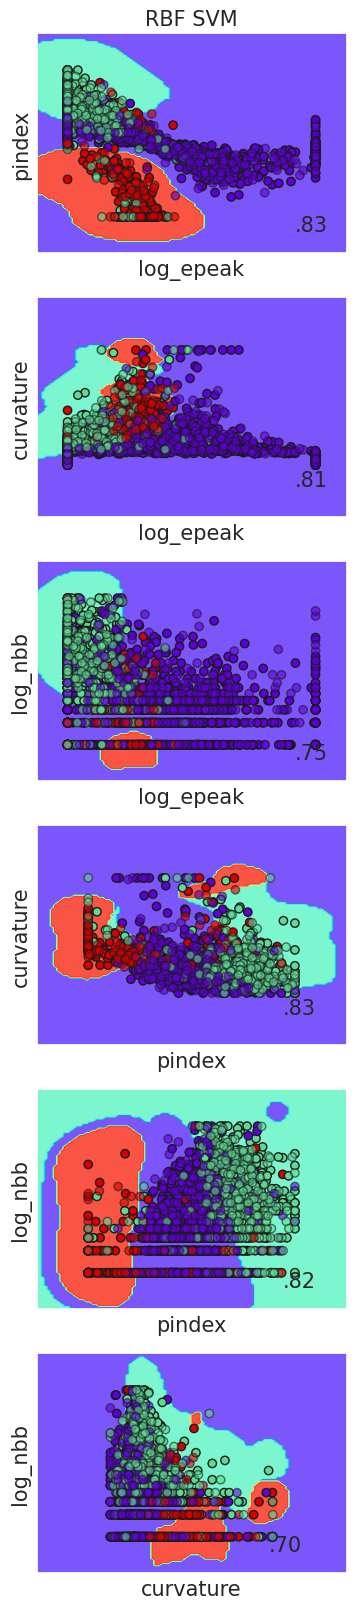 RBF SVM
pindex
.83
log_epeak
curvature
.81
log_epeak
log_nbb
.75
log_epeak
curvature
.83
pindex
log_nbb
.82
pindex
log_nbb
.70
curvature